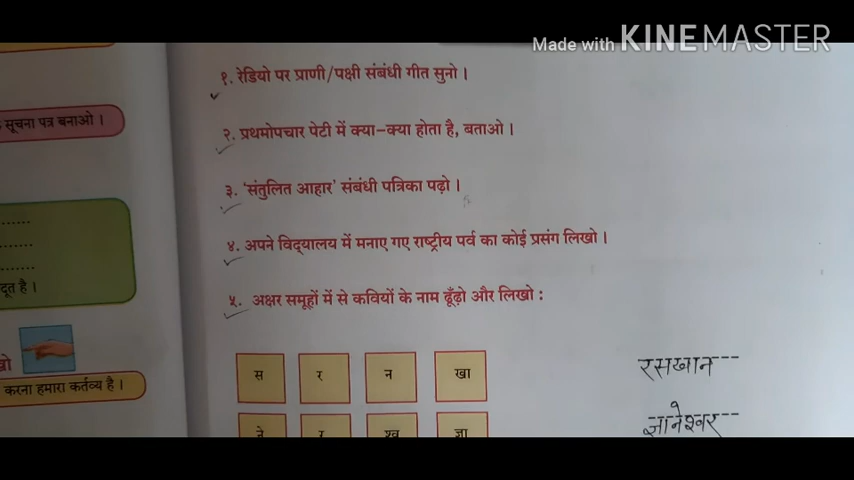 Made with KINEMASTER
१. रेडियो पर प्राणी/पक्षी संबंधी गीत सुनो ।
सूचना पत्र बनाओ ।
२. प्रथमोपचार पेटी में क्या-क्या होता है, बताओ ।
३. 'संतुलित आहार' संबंधी पत्रिका पढ़ो ।
४. अपने विद्यालय में मनाए गए राष्ट्रीय पर्व का कोई प्रसंग लिखो ।
दूत है ।
५. अक्षर समूहों में से कवियों के नाम ढूँढ़ो और लिखो :
करना हमारा कर्तव्य है ।
स र न खा रसखान
ने र श्व ज्ञा ज्ञानेश्वर